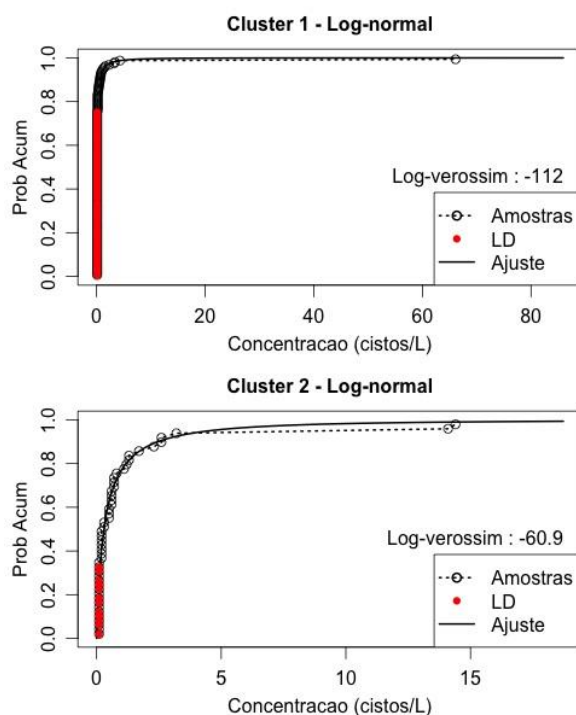 Cluster 1 - Log-normal
Prob Acum
1.0
0.8
0.6
0.4
0.2
0.0
Log-verossim : -112
Amostras
LD
Ajuste
0 20 40 60 80
Concentracao (cistos/L)
Cluster 2 - Log-normal
Prob Acum
1.0
0.8
0.6
0.4
0.2
0.0
Log-verossim : -60.9
Amostras
LD
Ajuste
0 5 10 15
Concentracao (cistos/L)